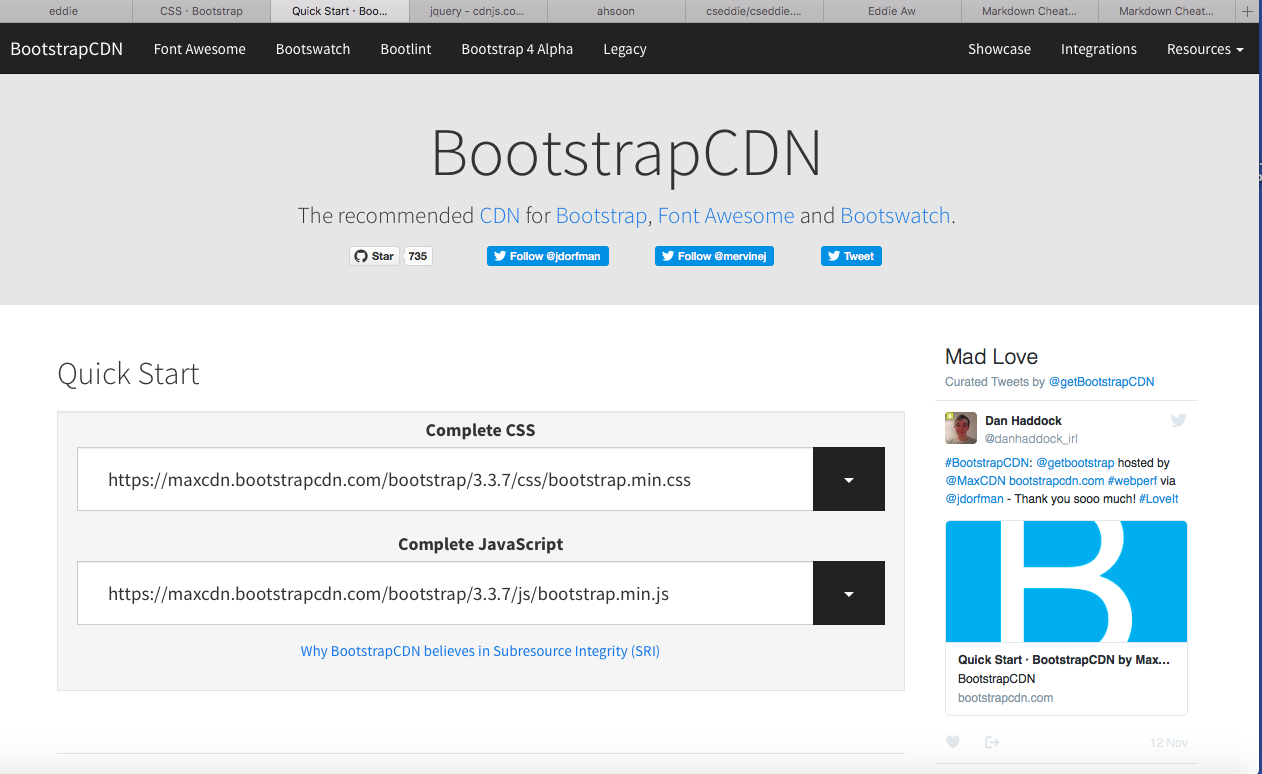 eddie
CSS · Bootstrap
Quick Start · Boo...
jquery - cdnjs.co...
ahsoon
cseddie/cseddie....
Eddie Aw
Markdown Cheat...
Markdown Cheat...
BootstrapCDN Font Awesome Bootswatch Bootlint Bootstrap 4 Alpha Legacy Showcase Integrations Resources
BootstrapCDN
The recommended CDN for Bootstrap, Font Awesome and Bootswatch.
Star 735 Follow @jdorfman Follow @mervinej Tweet
Quick Start
Complete CSS
https://maxcdn.bootstrapcdn.com/bootstrap/3.3.7/css/bootstrap.min.css
Complete JavaScript
https://maxcdn.bootstrapcdn.com/bootstrap/3.3.7/js/bootstrap.min.js
Why BootstrapCDN believes in Subresource Integrity (SRI)
Mad Love
Curated Tweets by @getBootstrapCDN
Dan Haddock
@danhaddock_irl
#BootstrapCDN: @getbootstrap hosted by
@MaxCDN bootstrapcdn.com #webperf via
@jdorfman - Thank you sooo much! #LoveIt
B
Quick Start · BootstrapCDN by Max...
BootstrapCDN
bootstrapcdn.com
12 Nov